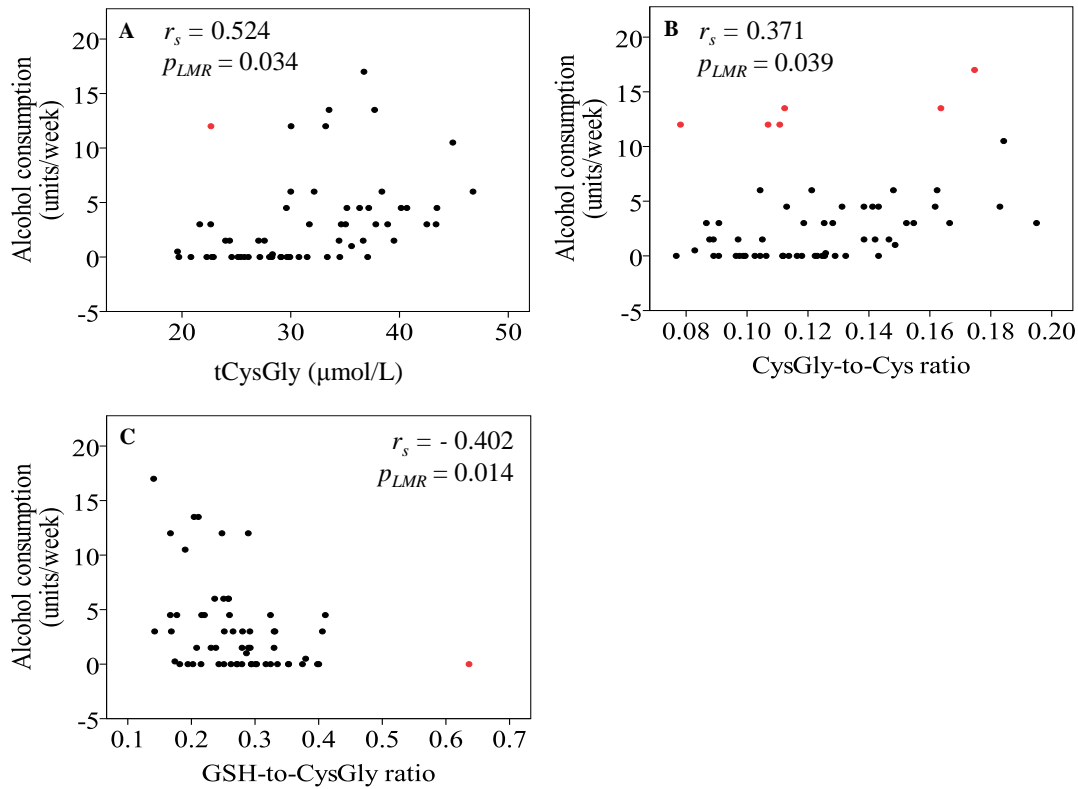 A
r_s = 0.524
p_LMR = 0.034
Alcohol consumption
(units/week)
20
15
10
5
0
-5
20 30 40 50
tCysGly (μmol/L)
B
r_s = 0.371
p_LMR = 0.039
Alcohol consumption
(units/week)
20
15
10
5
0
-5
0.08 0.10 0.12 0.14 0.16 0.18 0.20
CysGly-to-Cys ratio
C
r_s = - 0.402
p_LMR = 0.014
Alcohol consumption
(units/week)
20
15
10
5
0
-5
0.1 0.2 0.3 0.4 0.5 0.6 0.7
GSH-to-CysGly ratio